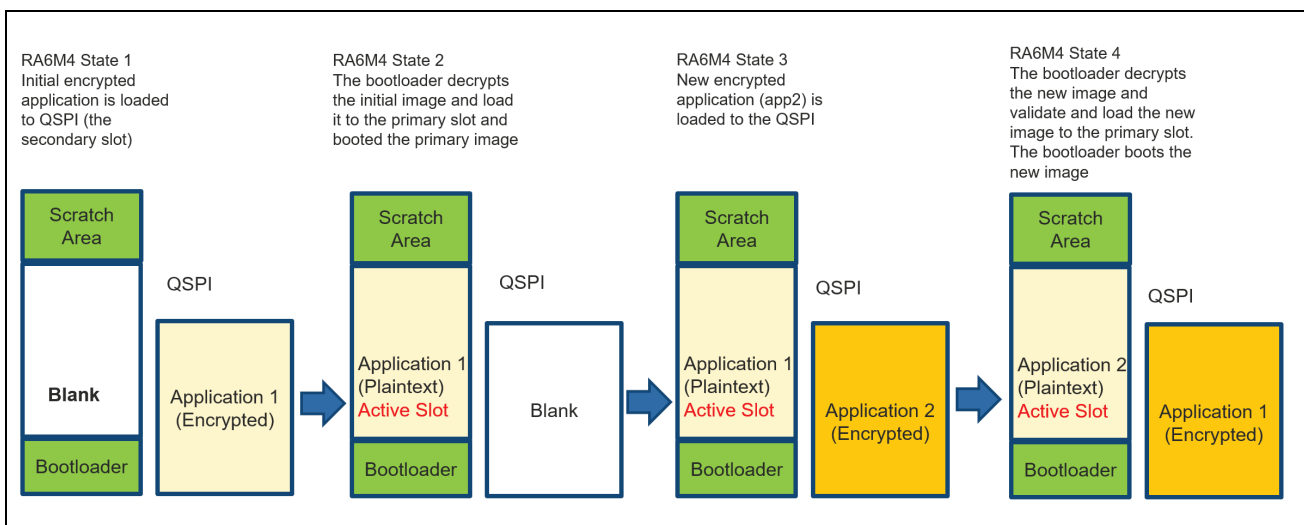 RA6M4 State 1
Initial encrypted
application is loaded
to QSPI (the
secondary slot)
RA6M4 State 2
The bootloader decrypts
the initial image and load
it to the primary slot and
booted the primary image
RA6M4 State 3
New encrypted
application (app2) is
loaded to the QSPI
RA6M4 State 4
The bootloader decrypts
the new image and
validate and load the new
image to the primary slot.
The bootloader boots the
new image
Scratch
Area
Blank
Bootloader
QSPI
Application 1
(Encrypted)
Scratch
Area
Application 1
(Plaintext)
Active Slot
Bootloader
QSPI
Blank
Scratch
Area
Application 1
(Plaintext)
Active Slot
Bootloader
QSPI
Application 2
(Encrypted)
Scratch
Area
Application 2
(Plaintext)
Active Slot
Bootloader
QSPI
Application 1
(Encrypted)